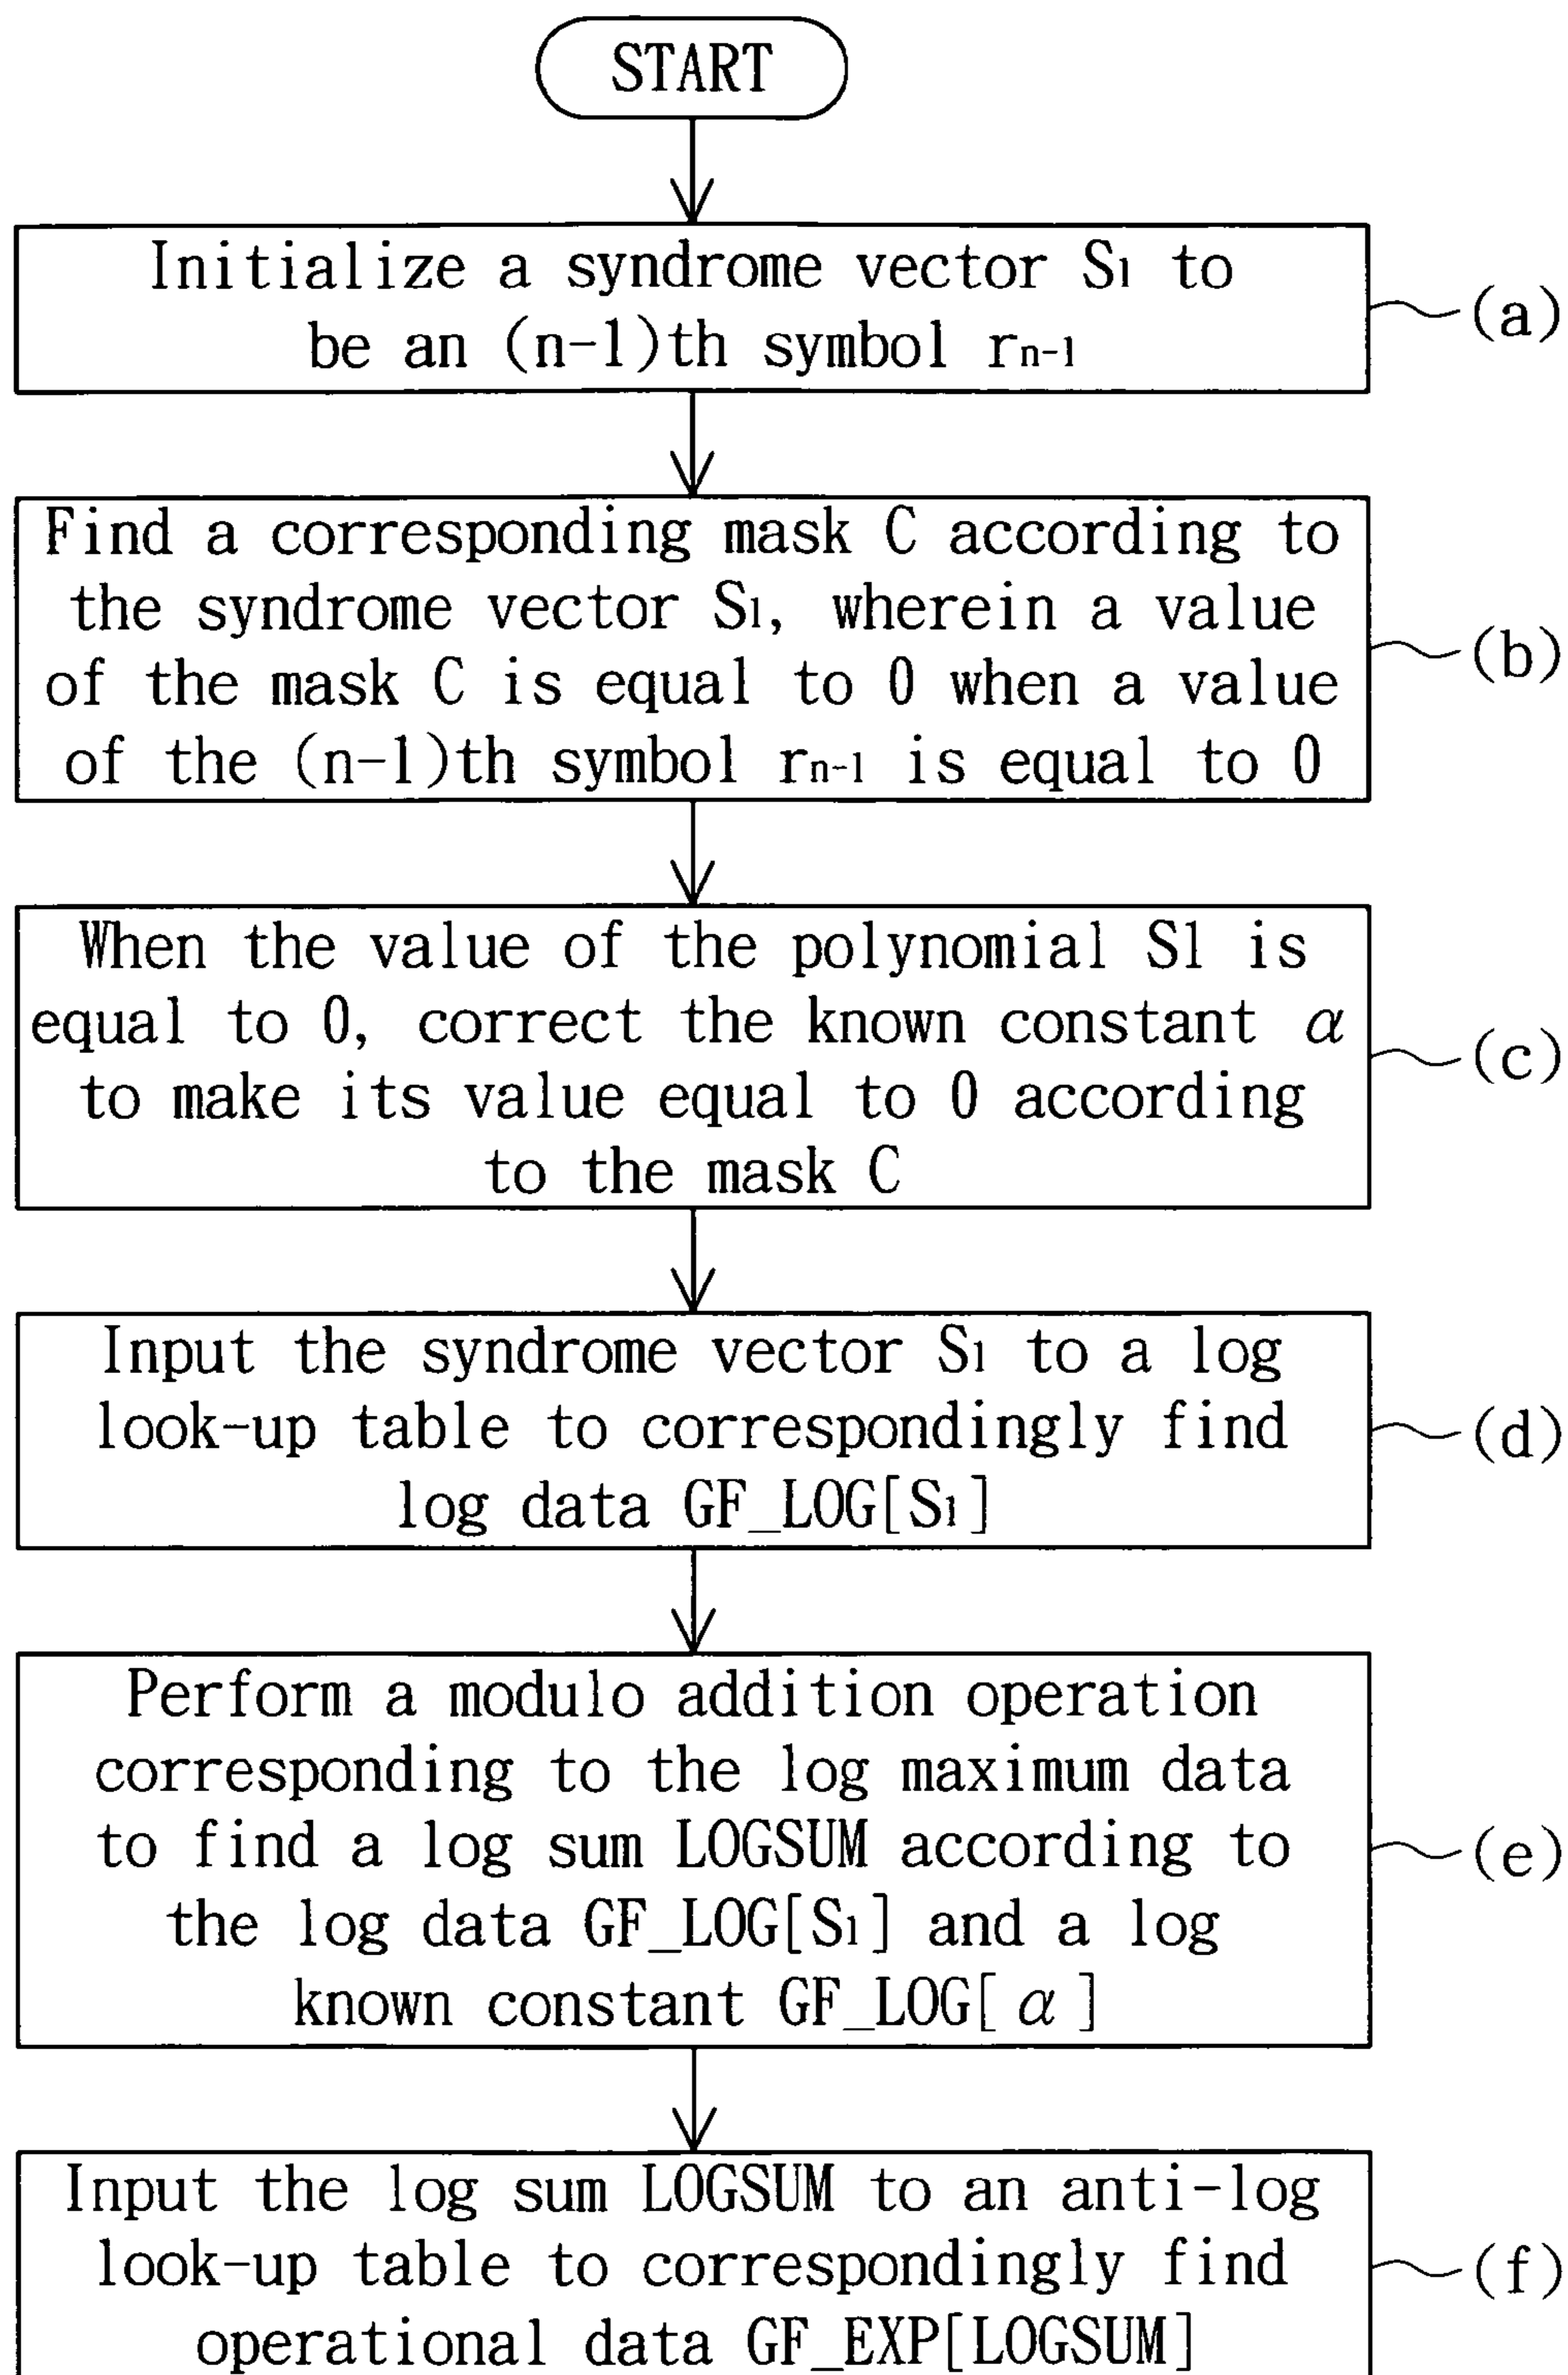 START
Initialize a syndrome vector S1 to
be an (n-1)th symbol rn-1
(a)
Find a corresponding mask C according to
the syndrome vector S1, wherein a value
of the mask C is equal to 0 when a value
of the (n-1)th symbol rn-1 is equal to 0
(b)
When the value of the polynomial S1 is
equal to 0, correct the known constant α
to make its value equal to 0 according
to the mask C
(c)
Input the syndrome vector S1 to a log
look-up table to correspondingly find
log data GF_LOG[S1]
(d)
Perform a modulo addition operation
corresponding to the log maximum data
to find a log sum LOGSUM according to
the log data GF_LOG[S1] and a log
known constant GF_LOG[ α ]
(e)
Input the log sum LOGSUM to an anti-log
look-up table to correspondingly find
operational data GF_EXP[LOGSUM]
(f)